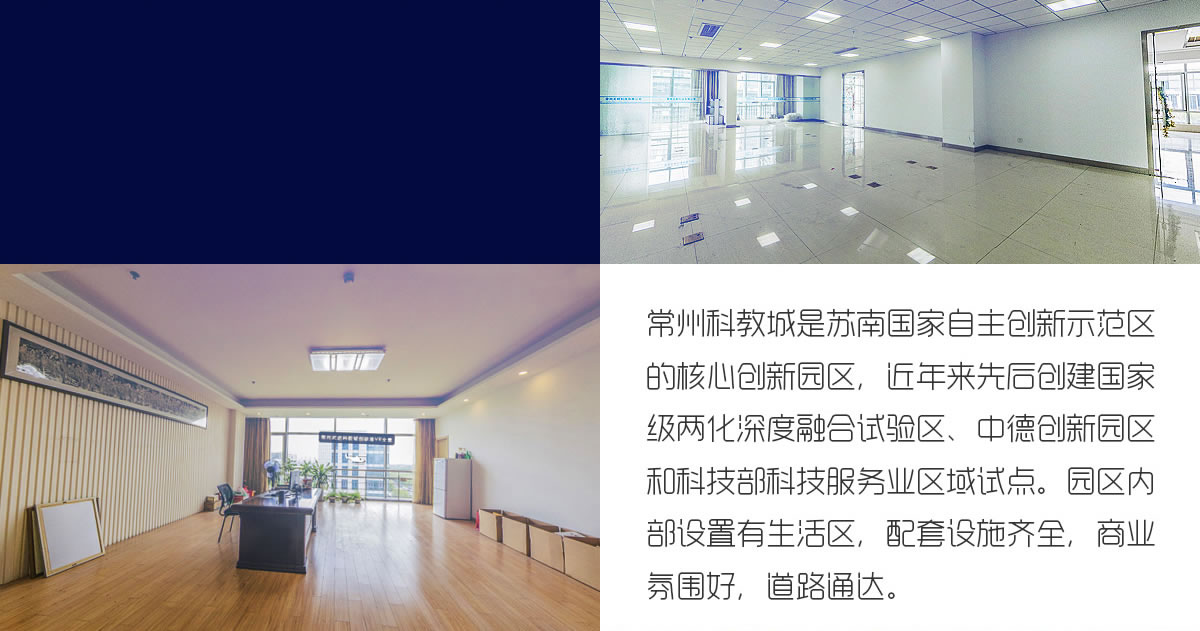 常州科教城是苏南国家自主创新示范区
的核心创新园区，近年来先后创建国家
级两化深度融合试验区、中德创新园区
和科技部科技服务业区域试点。园区内
部设置有生活区，配套设施齐全，商业
氛围好，道路通达。